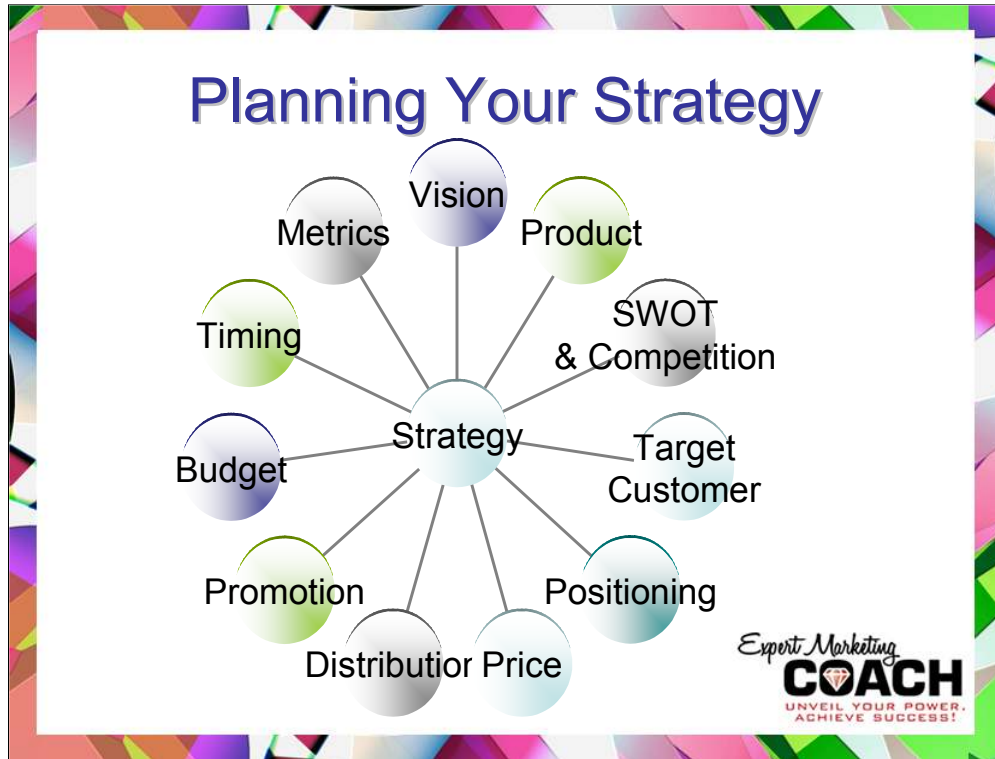 Planning Your Strategy
Vision
Product
SWOT
& Competition
Target
Customer
Positioning
Price
Distribution
Promotion
Budget
Timing
Metrics
Strategy
Expert Marketing
COACH
UNVEIL YOUR POWER.
ACHIEVE SUCCESS!